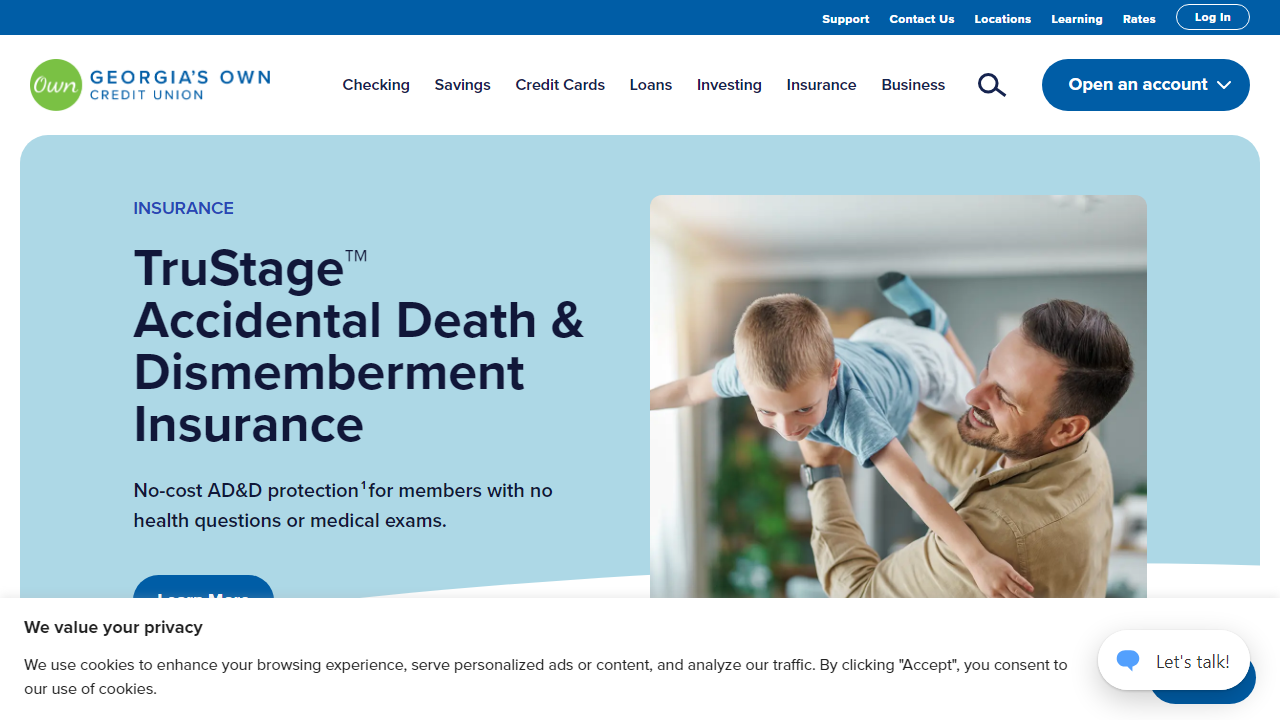 Support Contact Us Locations Learning Rates Log In
Own GEORGIA'S OWN
CREDIT UNION
Checking Savings Credit Cards Loans Investing Insurance Business Open an account
INSURANCE
TruStage™
Accidental Death &
Dismemberment
Insurance
No-cost AD&D protection¹ for members with no
health questions or medical exams.
Learn More
We value your privacy
We use cookies to enhance your browsing experience, serve personalized ads or content, and analyze our traffic. By clicking "Accept", you consent to
our use of cookies.
Let's talk!